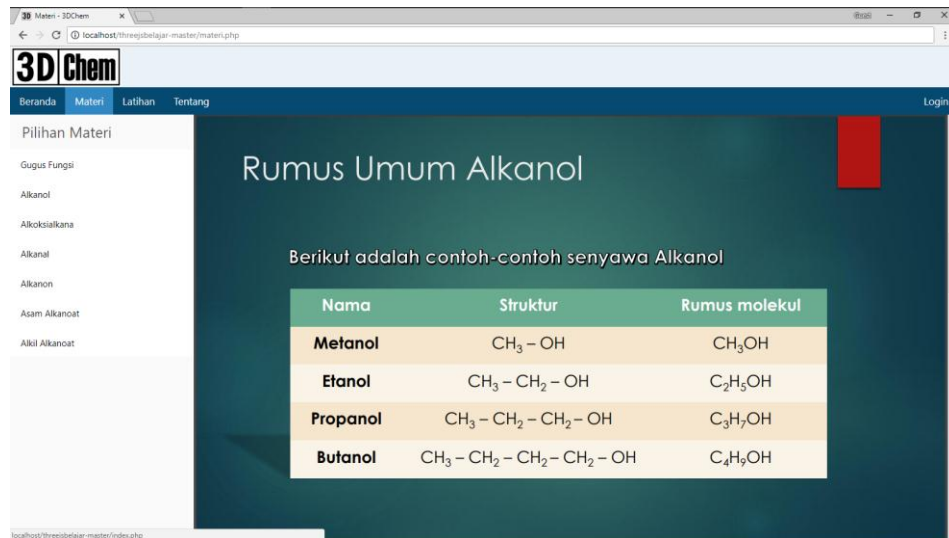 3D Materi - 3DChem
localhost/threejsbelajar-master/materi.php
3D Chem
Beranda Materi Latihan Tentang Login
Pilihan Materi
Gugus Fungsi
Alkanol
Alkoksialkana
Alkanal
Alkanon
Asam Alkanoat
Alkil Alkanoat
Rumus Umum Alkanol
Berikut adalah contoh-contoh senyawa Alkanol
Nama Struktur Rumus molekul
Metanol CH₃ – OH CH₃OH
Etanol CH₃ – CH₂ – OH C₂H₅OH
Propanol CH₃ – CH₂ – CH₂ – OH C₃H₇OH
Butanol CH₃ – CH₂ – CH₂ – CH₂ – OH C₄H₉OH
localhost/threejsbelajar-master/index.php